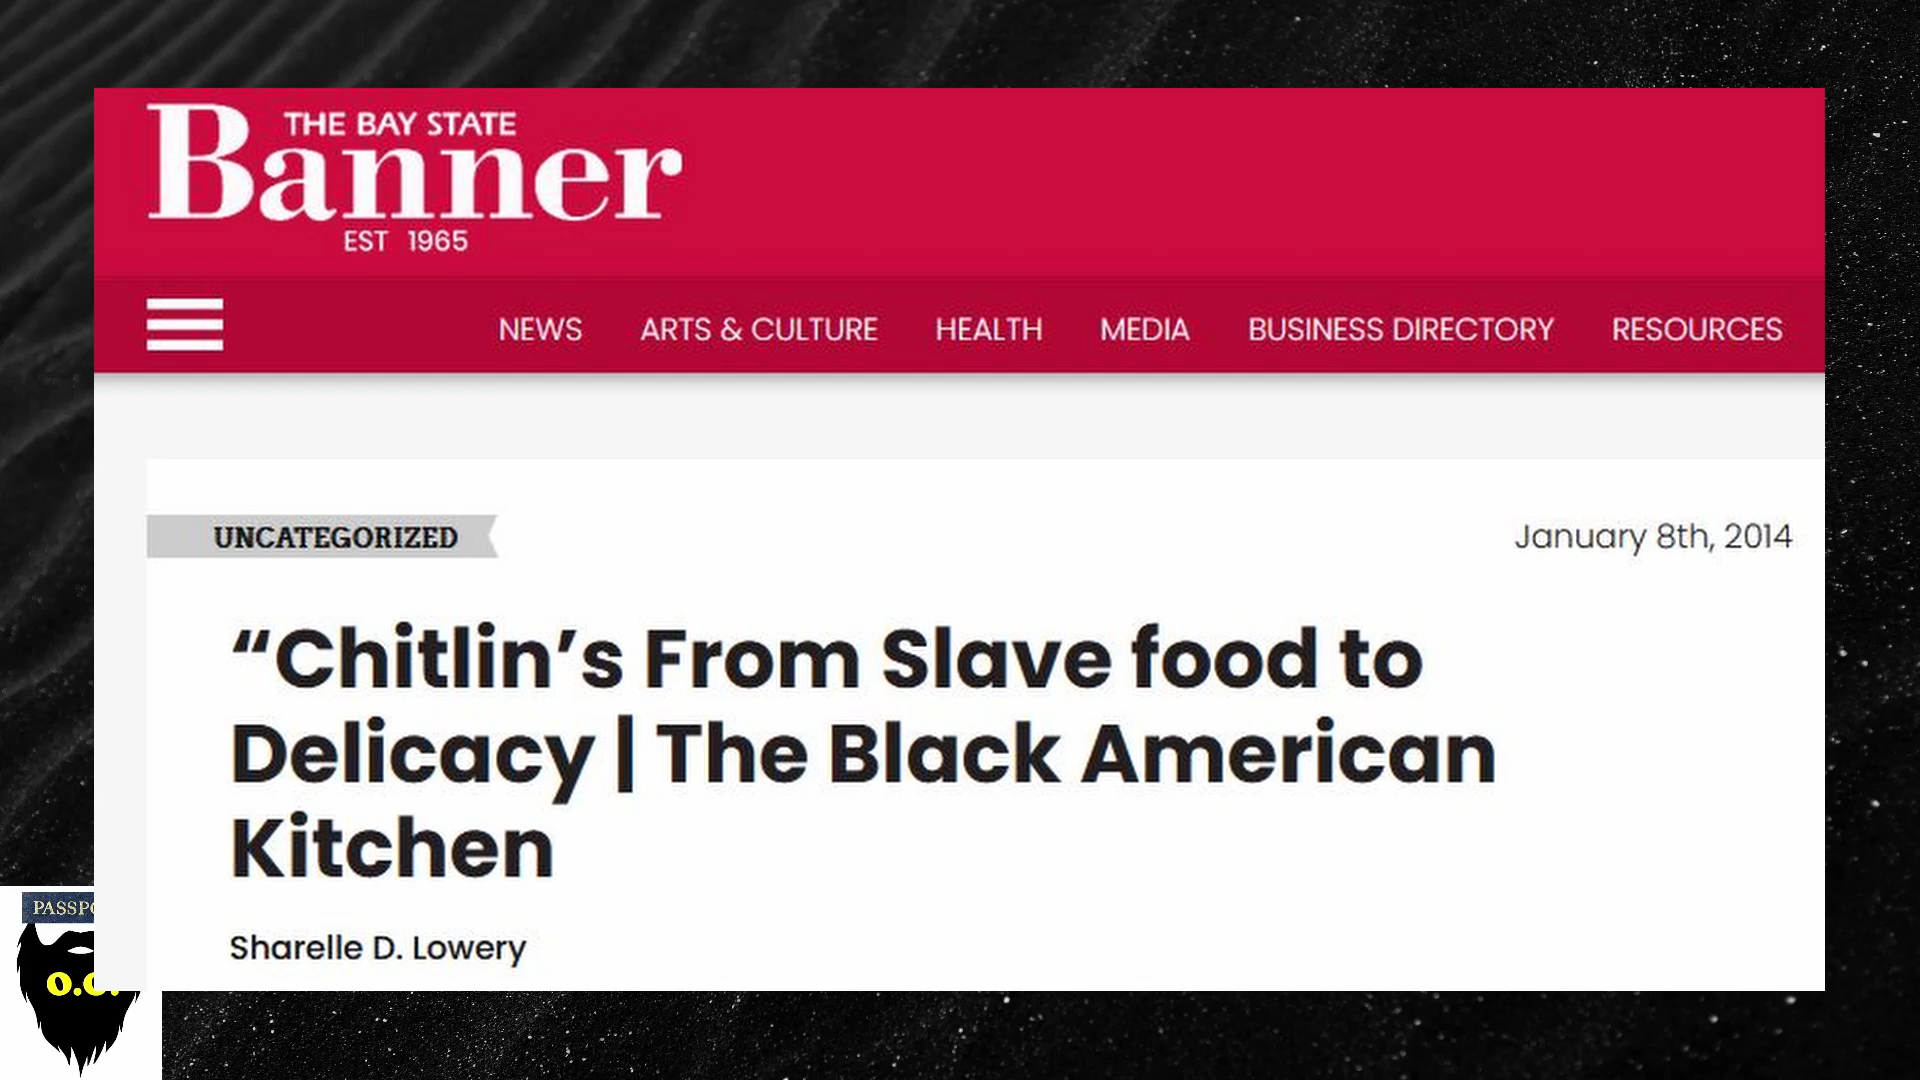 THE BAY STATE
Banner
EST 1965
NEWS ARTS & CULTURE HEALTH MEDIA BUSINESS DIRECTORY RESOURCES
UNCATEGORIZED
January 8th, 2014
“Chitlin’s From Slave food to
Delicacy | The Black American
Kitchen
Sharelle D. Lowery
o.o.